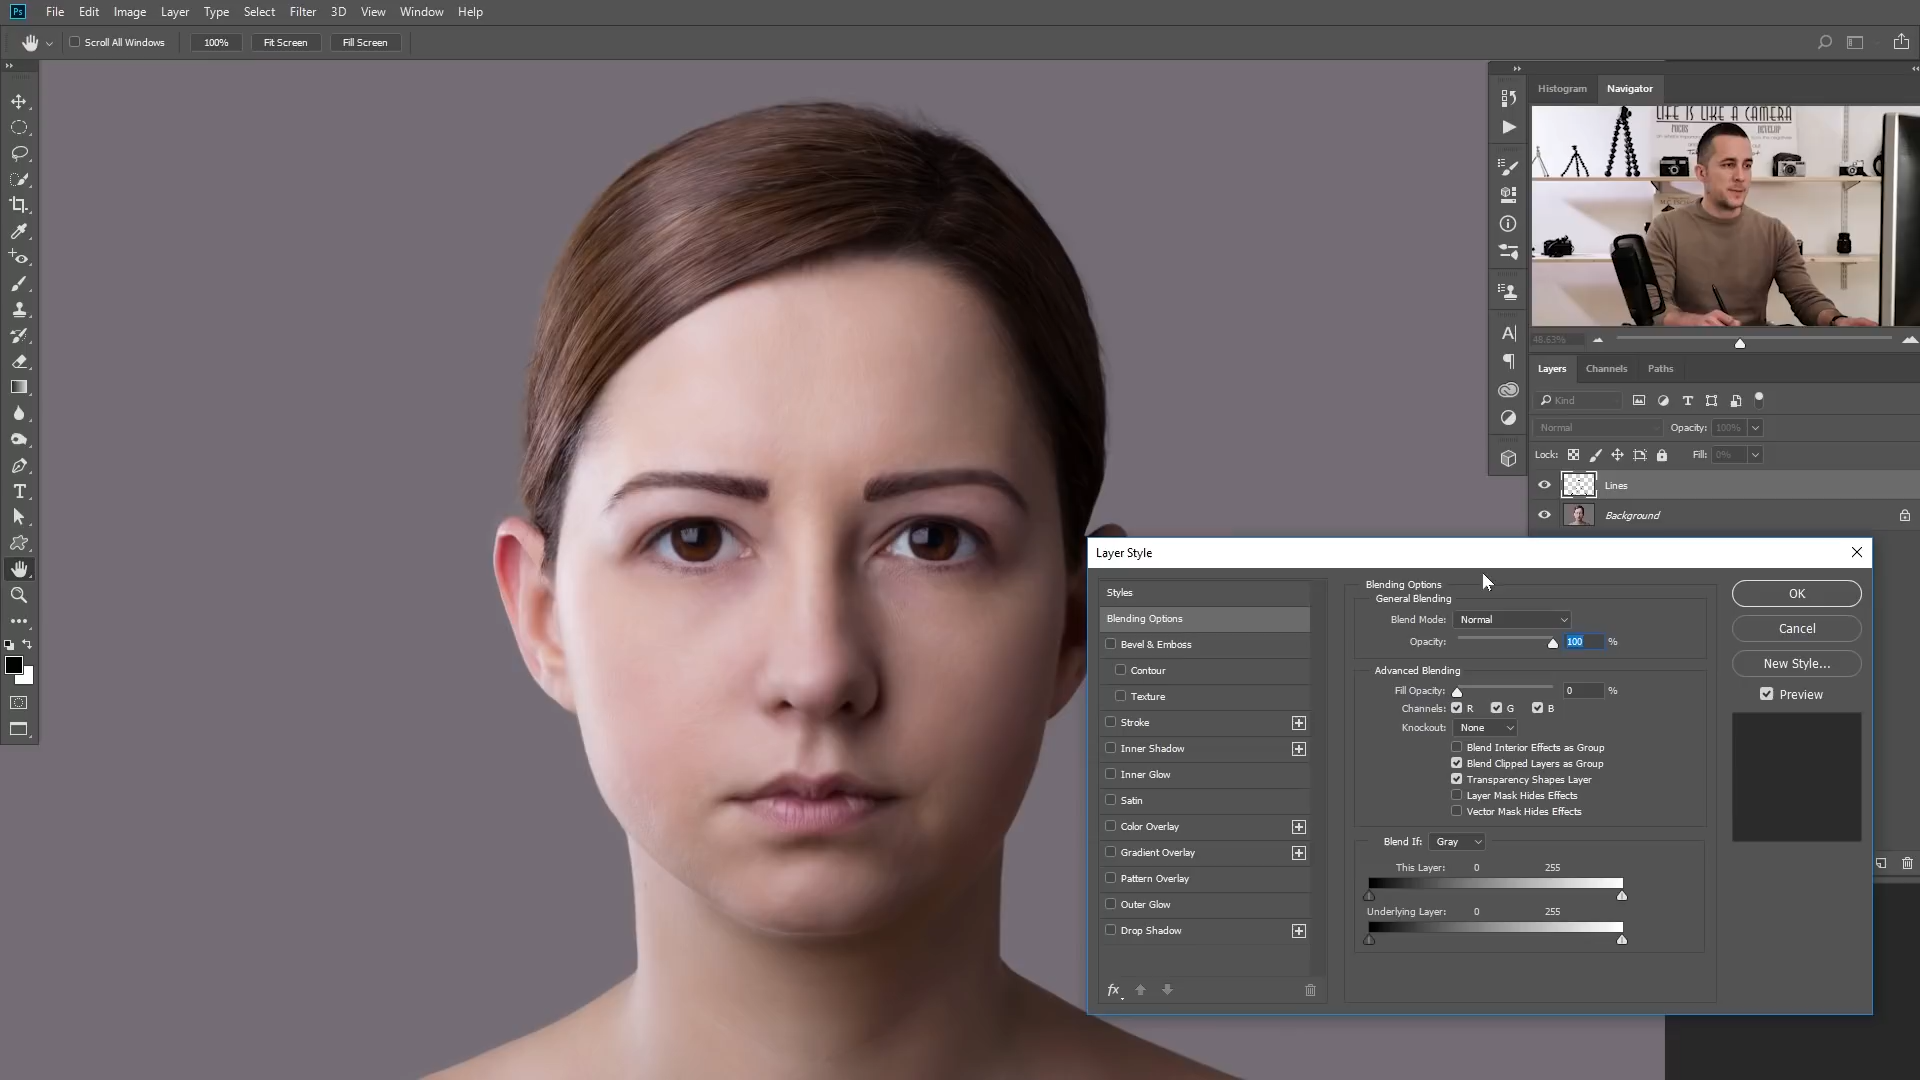 Ps File Edit Image Layer Type Select Filter 3D View Window Help
Scroll All Windows 100% Fit Screen Fill Screen
Histogram Navigator
LIFE IS LIKE A CAMERA
DEVELOP
48.63%
Layers Channels Paths
Kind
Normal Opacity: 100%
Lock: Fill: 0%
Lines
Background
Layer Style
Styles
Blending Options
Bevel & Emboss
Contour
Texture
Stroke
Inner Shadow
Inner Glow
Satin
Color Overlay
Gradient Overlay
Pattern Overlay
Outer Glow
Drop Shadow
fx
Blending Options
General Blending
Blend Mode: Normal
Opacity: 100 %
Advanced Blending
Fill Opacity: 0 %
Channels: R G B
Knockout: None
Blend Interior Effects as Group
Blend Clipped Layers as Group
Transparency Shapes Layer
Layer Mask Hides Effects
Vector Mask Hides Effects
Blend If: Gray
This Layer: 0 255
Underlying Layer: 0 255
OK
Cancel
New Style...
Preview